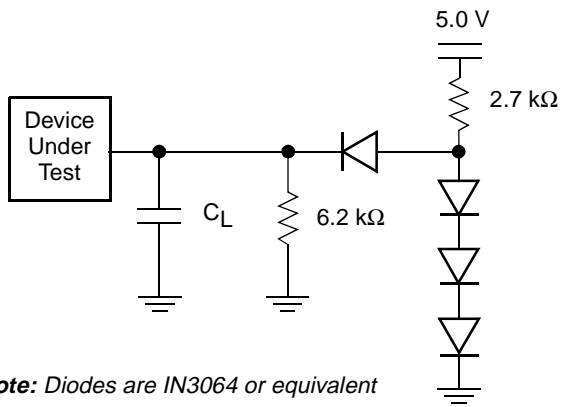 5.0 V
2.7 kΩ
Device
Under
Test
CL
6.2 kΩ
ote: Diodes are IN3064 or equivalent